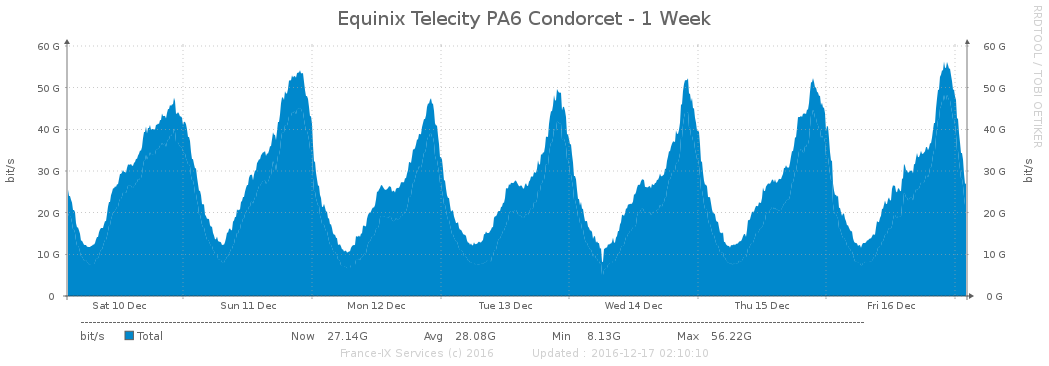 Equinix Telecity PA6 Condorcet - 1 Week
RRDTOOL / TOBI OETIKER
bit/s
60 G 60 G
50 G 50 G
40 G 40 G
30 G 30 G
20 G 20 G
10 G 10 G
0 0 G
bit/s
Sat 10 Dec Sun 11 Dec Mon 12 Dec Tue 13 Dec Wed 14 Dec Thu 15 Dec Fri 16 Dec
bit/s Total Now 27.14G Avg 28.08G Min 8.13G Max 56.22G
France-IX Services (c) 2016 Updated : 2016-12-17 02:10:10